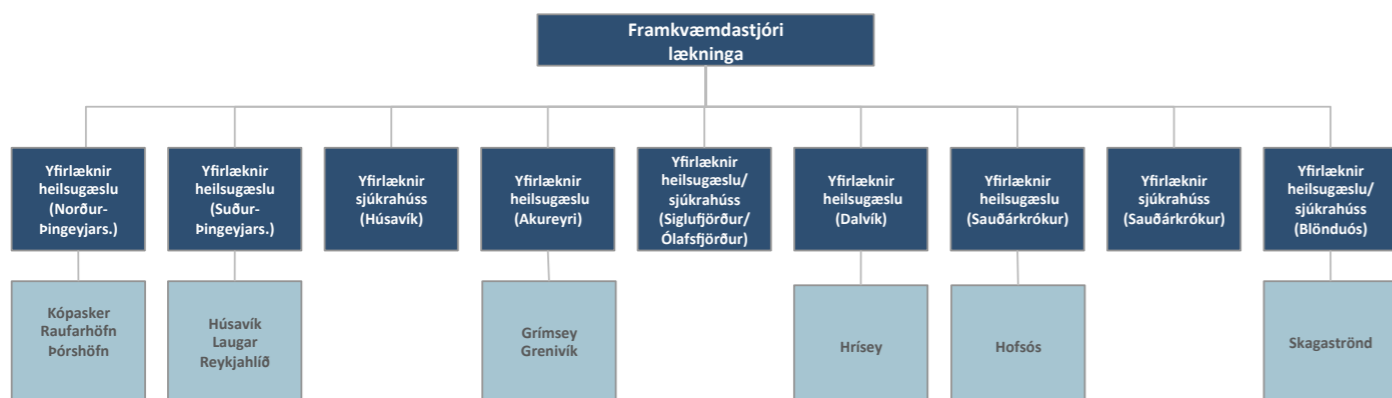 Framkvæmdastjóri
lækninga
Yfirlæknir
heilsugæslu
(Norður-
Þingeyjars.)
Yfirlæknir
heilsugæslu
(Suður-
Þingeyjars.)
Yfirlæknir
sjúkrahúss
(Húsavík)
Yfirlæknir
heilsugæslu
(Akureyri)
Yfirlæknir
heilsugæslu/
sjúkrahúss
(Siglufjörður/
Ólafsfjörður)
Yfirlæknir
heilsugæslu
(Dalvík)
Yfirlæknir
heilsugæslu
(Sauðárkrókur)
Yfirlæknir
sjúkrahúss
(Sauðárkrókur)
Yfirlæknir
heilsugæslu/
sjúkrahúss
(Blönduós)
Kópasker
Raufarhöfn
Þórshöfn
Húsavík
Laugar
Reykjahlíð
Grímsey
Grenivík
Hrísey
Hofsós
Skagaströnd